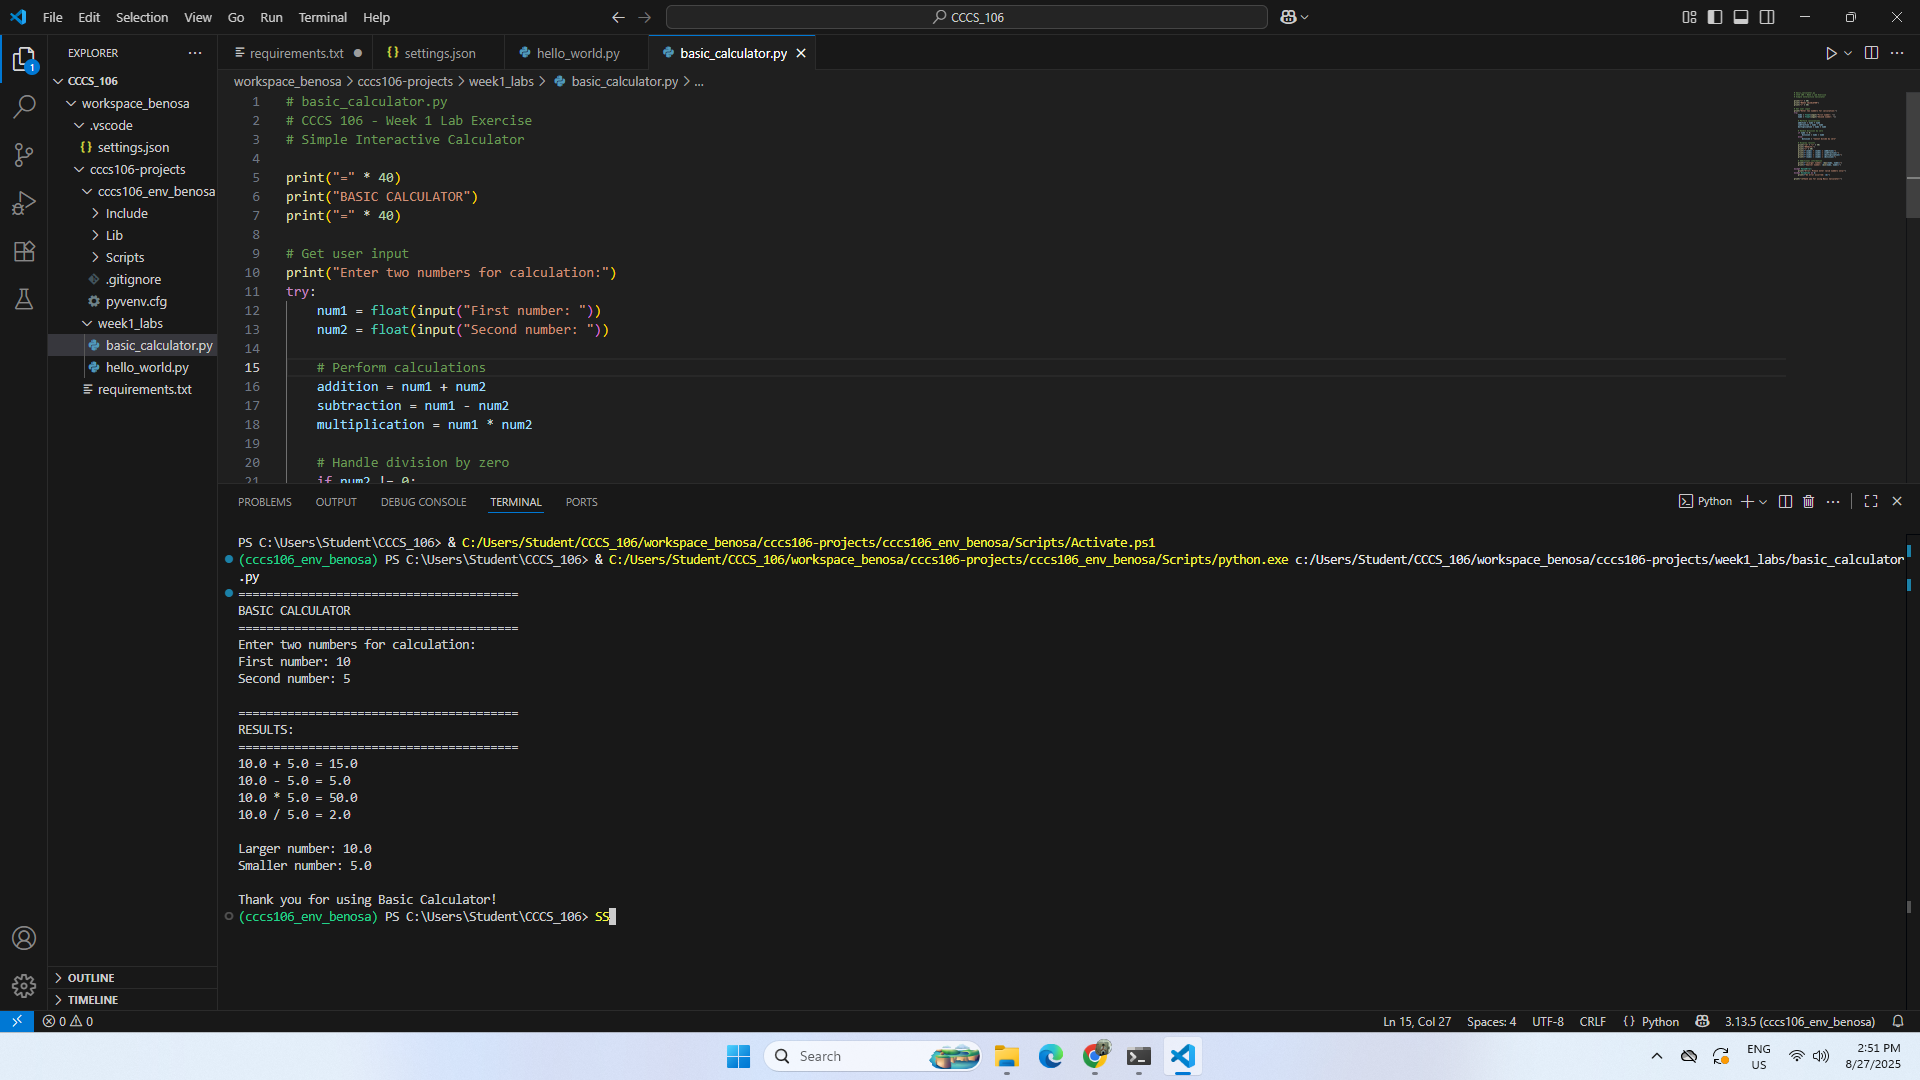 File Edit Selection View Go Run Terminal Help
CCCS_106
EXPLORER
1
CCCS_106
workspace_benosa
.vscode
settings.json
cccs106-projects
cccs106_env_benosa
Include
Lib
Scripts
.gitignore
pyvenv.cfg
week1_labs
basic_calculator.py
hello_world.py
requirements.txt
OUTLINE
TIMELINE
requirements.txt settings.json hello_world.py basic_calculator.py
workspace_benosa > cccs106-projects > week1_labs > basic_calculator.py > ...
1 # basic_calculator.py
2 # CCCS 106 - Week 1 Lab Exercise
3 # Simple Interactive Calculator
4
5 print("=" * 40)
6 print("BASIC CALCULATOR")
7 print("=" * 40)
8
9 # Get user input
10 print("Enter two numbers for calculation:")
11 try:
12 num1 = float(input("First number: "))
13 num2 = float(input("Second number: "))
14
15 # Perform calculations
16 addition = num1 + num2
17 subtraction = num1 - num2
18 multiplication = num1 * num2
19
20 # Handle division by zero
21 if num2 != 0:
PROBLEMS OUTPUT DEBUG CONSOLE TERMINAL PORTS
Python
PS C:\Users\Student\CCCS_106> & C:/Users/Student/CCCS_106/workspace_benosa/cccs106-projects/cccs106_env_benosa/Scripts/Activate.ps1
(cccs106_env_benosa) PS C:\Users\Student\CCCS_106> & C:/Users/Student/CCCS_106/workspace_benosa/cccs106-projects/cccs106_env_benosa/Scripts/python.exe c:/Users/Student/CCCS_106/workspace_benosa/cccs106-projects/week1_labs/basic_calculator
.py
========================================
BASIC CALCULATOR
========================================
Enter two numbers for calculation:
First number: 10
Second number: 5
========================================
RESULTS:
========================================
10.0 + 5.0 = 15.0
10.0 - 5.0 = 5.0
10.0 * 5.0 = 50.0
10.0 / 5.0 = 2.0
Larger number: 10.0
Smaller number: 5.0
Thank you for using Basic Calculator!
(cccs106_env_benosa) PS C:\Users\Student\CCCS_106> SS
0 0
Ln 15, Col 27 Spaces: 4 UTF-8 CRLF {} Python 3.13.5 (cccs106_env_benosa)
Search
ENG
US
2:51 PM
8/27/2025